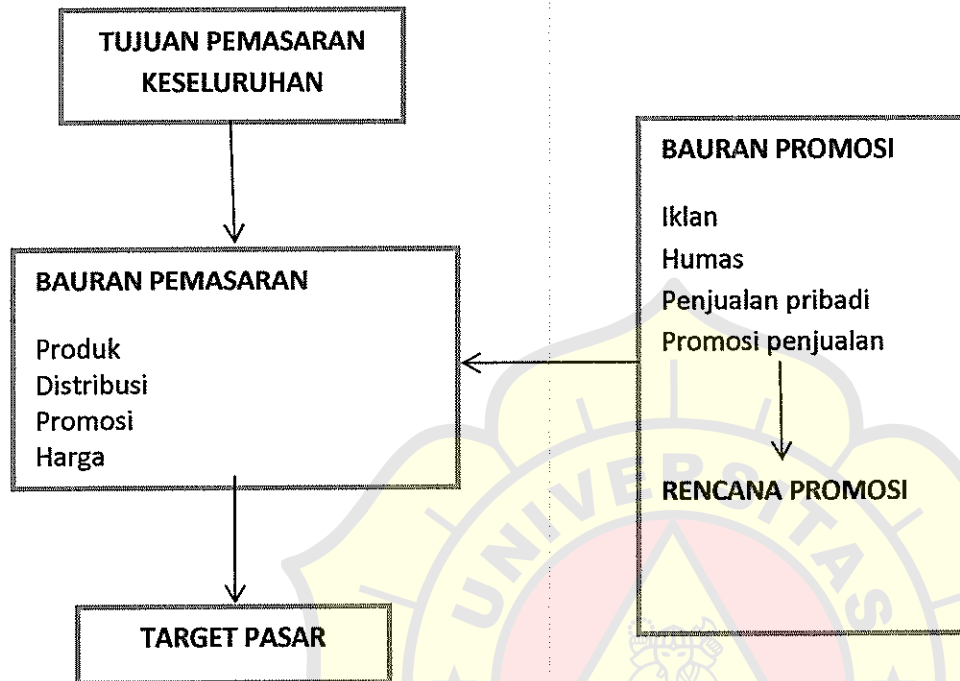 TUJUAN PEMASARAN
KESELURUHAN
BAURAN PEMASARAN
Produk
Distribusi
Promosi
Harga
TARGET PASAR
BAURAN PROMOSI
Iklan
Humas
Penjualan pribadi
Promosi penjualan
RENCANA PROMOSI
UNIVERSITAS